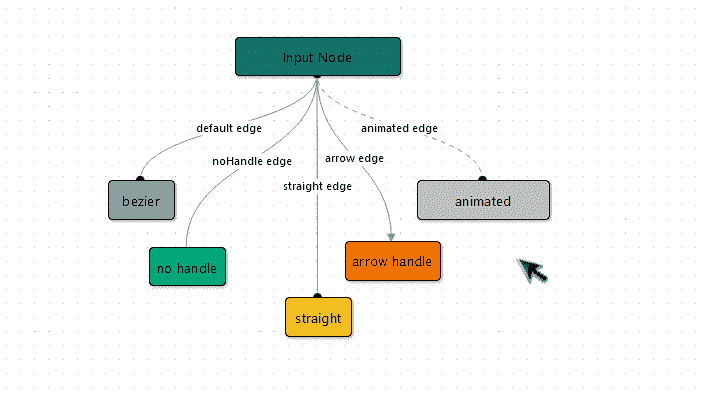 Input Node
default edge
animated edge
noHandle edge
arrow edge
straight edge
bezier
animated
no handle
arrow handle
straight